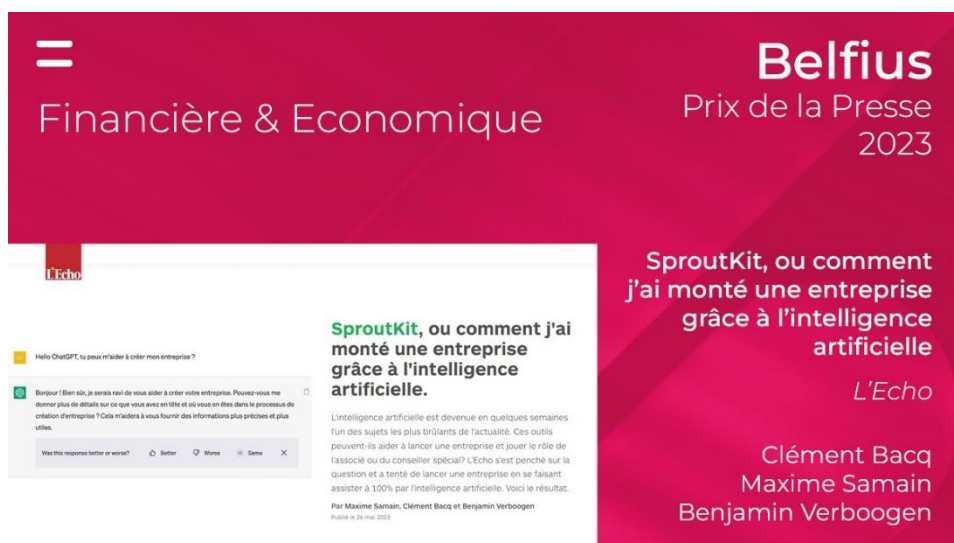 Financière & Economique
Belfius
Prix de la Presse
2023
L'Echo
Hello ChatGPT, tu peux m'aider à créer mon entreprise ?
Bonjour ! Bien sûr, je serais ravi de vous aider à créer votre entreprise. Pouvez-vous me
donner plus de détails sur ce que vous avez en tête et où vous en êtes dans le processus de
création d'entreprise ? Cela m'aidera à vous fournir des informations plus précises et plus
utiles.
Was this response better or worse? Better Worse Same
SproutKit, ou comment j'ai
monté une entreprise
grâce à l'intelligence
artificielle.
L'intelligence artificielle est devenue en quelques semaines
l'un des sujets les plus brûlants de l'actualité. Ces outils
peuvent-ils aider à lancer une entreprise et jouer le rôle de
l'associé ou du conseiller spécial? L'Echo s'est penché sur la
question et a tenté de lancer une entreprise en se faisant
assister à 100% par l'intelligence artificielle. Voici le résultat.
Par Maxime Samain, Clément Bacq et Benjamin Verboogen
Publié le 26 mai 2023
SproutKit, ou comment
j'ai monté une entreprise
grâce à l'intelligence
artificielle
L'Echo
Clément Bacq
Maxime Samain
Benjamin Verboogen